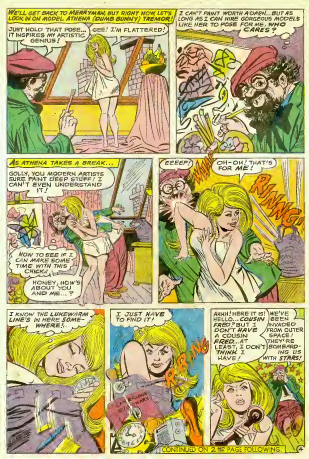 WE'LL GET BACK TO MERRYMAN, BUT RIGHT NOW LET'S
LOOK IN ON MODEL ATHENA (DUMB BUNNY) TREMOR!
JUST HOLD THAT POSE...
IT INSPIRES MY ARTISTIC
GENIUS!
GEE! I'M FLATTERED!
I CAN'T PAINT WORTH A DARN.. BUT AS
LONG AS I CAN HIRE GORGEOUS MODELS
LIKE HER TO POSE FOR ME, WHO
CARES?
AS ATHENA TAKES A BREAK...
GOLLY, YOU MODERN ARTISTS
SURE PAINT DEEP STUFF! I
CAN'T EVEN UNDERSTAND
IT!
NOW TO SEE IF I
CAN MAKE SOME
TIME WITH THIS
CHICK!
HONEY, HOW'S
ABOUT YOU
AND ME...?
EEEEP!
OH-OH! THAT'S
FOR ME!
I KNOW THE LUKEWARM
LINE'S IN HERE SOME-
WHERE!
I JUST HAVE
TO FIND IT!
AHHH! HERE IT IS!
HELLO... COUSIN
FRED? BUT I
DON'T HAVE
A COUSIN
FRED...AT
LEAST, I DON'T
THINK I
HAVE!
WE'VE
BEEN
INVADED
FROM OUTER
SPACE!
THEY'RE
BOMBARD-
ING US
WITH STARS!
CONTINUED ON 2ND PAGE FOLLOWING